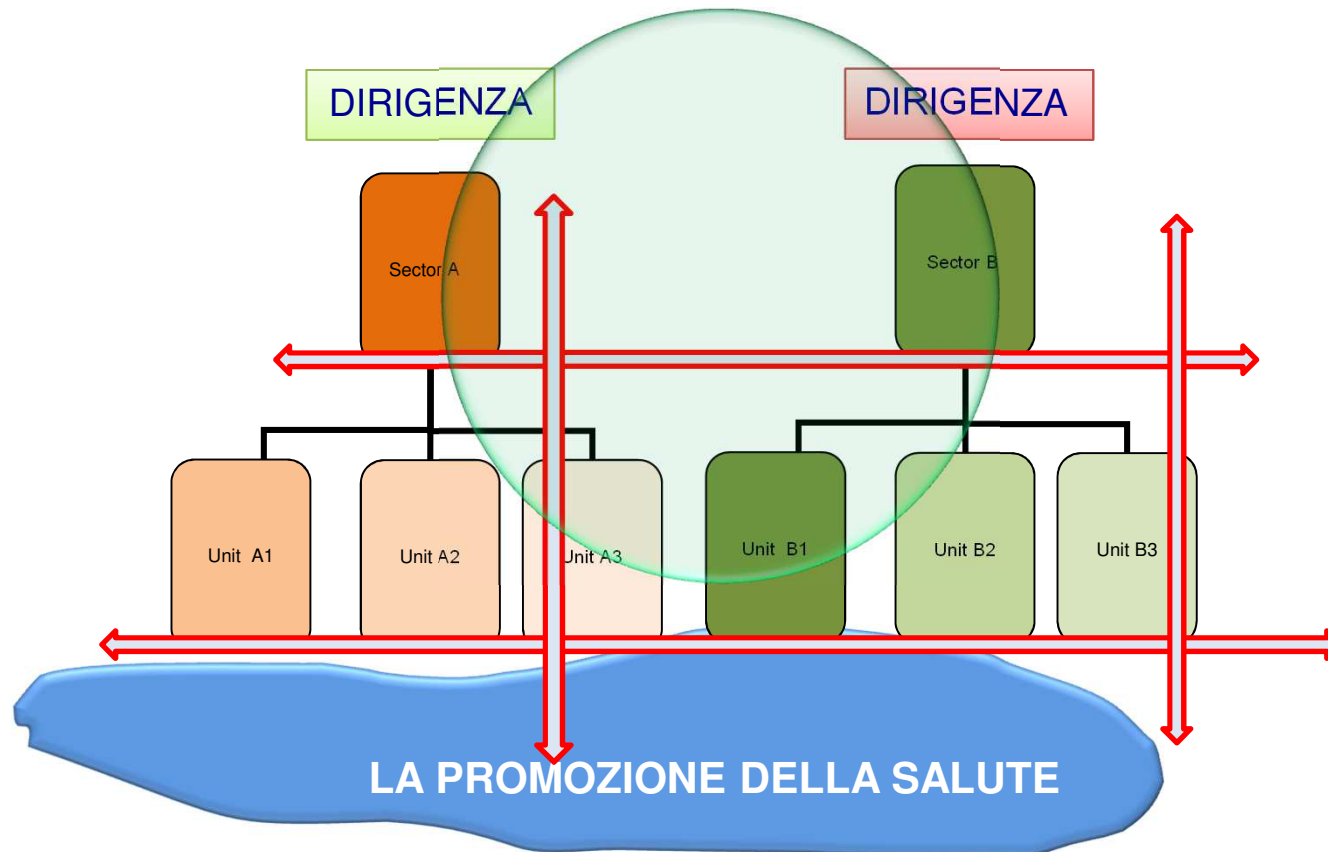 DIRIGENZA
DIRIGENZA
Sector A
Sector B
Unit A1
Unit A2
Unit A3
Unit B1
Unit B2
Unit B3
LA PROMOZIONE DELLA SALUTE